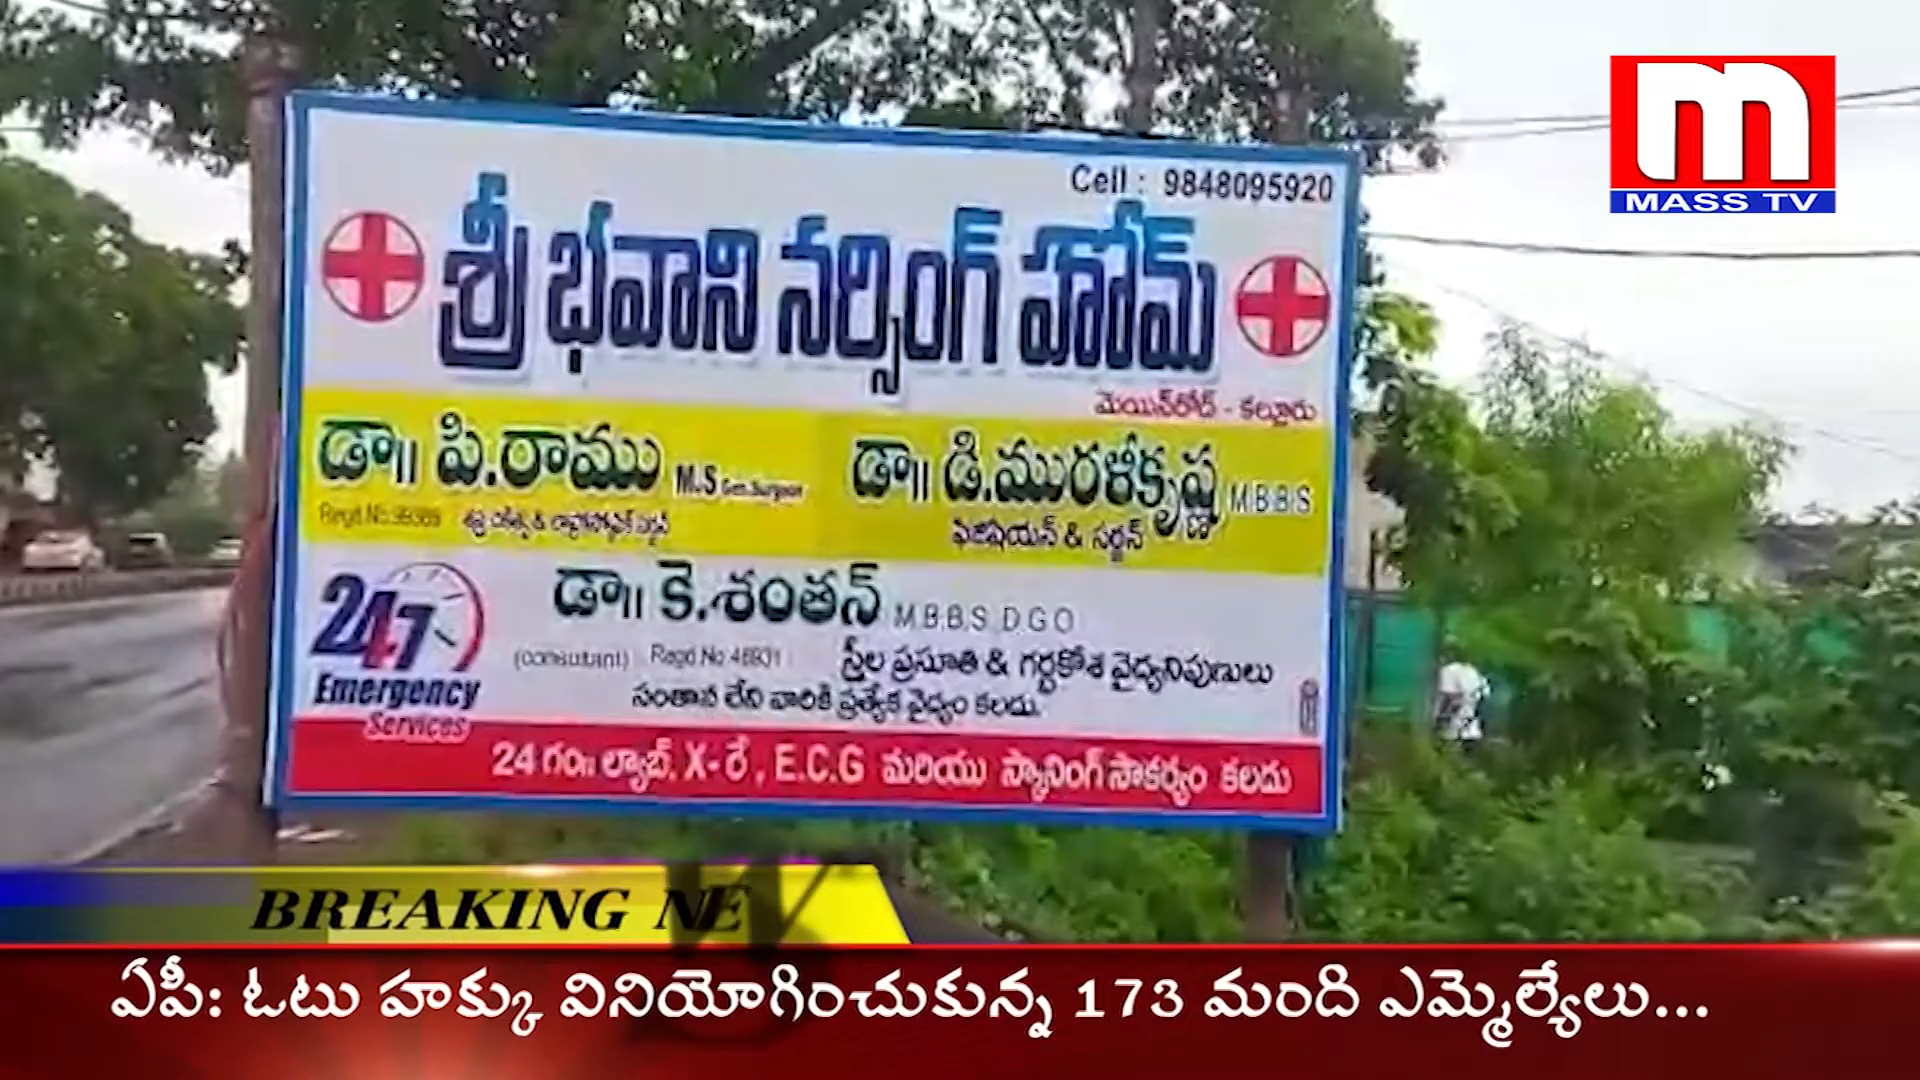 MASS TV
Cell : 9848095920
శ్రీ భవాని నర్సింగ్ హోమ్
మెయిన్‌రోడ్ - కల్లూరు
డా॥ పి.రాము M.S Gen.Surgeon
డా॥ డి.మురళీకృష్ణ M.B.B.S
Regd.No.
ఫిజిషియన్ & సర్జన్
24 7 Emergency Services
డా॥ కె.శంతన్ M.B.B.S, D.G.O
Regd.No.46931
స్త్రీల ప్రసూతి & గర్భకోశ వైద్యనిపుణులు
సంతాన లేని వారికి ప్రత్యేక వైద్యం కలదు.
24 గం॥ ల్యాబ్, X-రే, E.C.G మరియు స్కానింగ్ సౌకర్యం కలదు
BREAKING NE
ఏపీ: ఓటు హక్కు వినియోగించుకున్న 173 మంది ఎమ్మెల్యేలు...